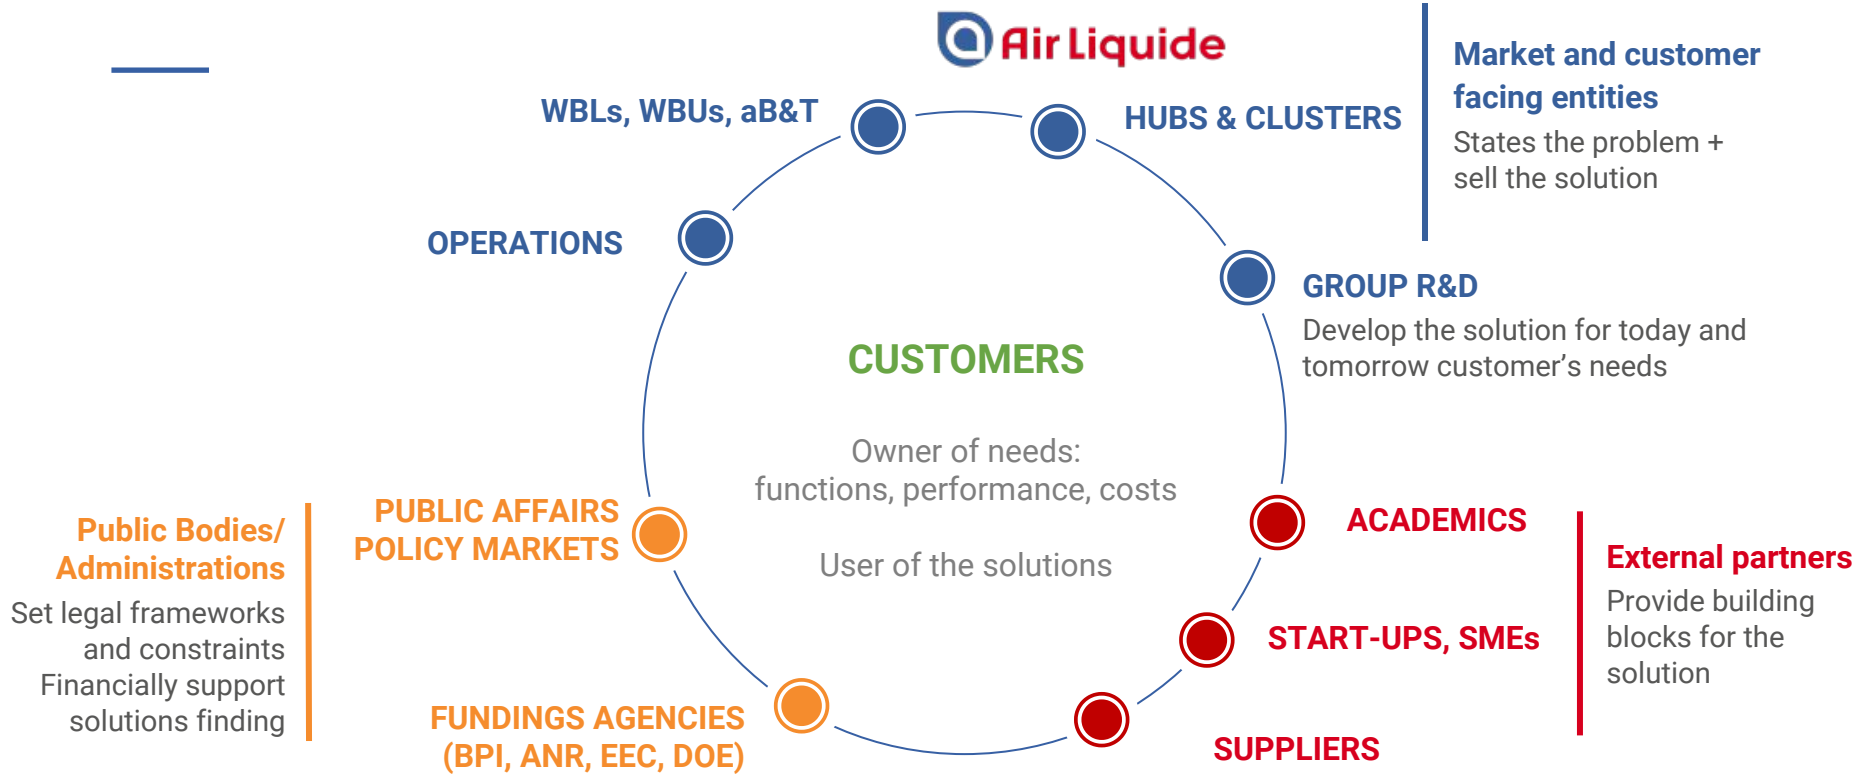 Air Liquide
Market and customer
facing entities
States the problem +
sell the solution
WBLs, WBUs, aB&T
HUBS & CLUSTERS
OPERATIONS
GROUP R&D
Develop the solution for today and
tomorrow customer’s needs
CUSTOMERS
Owner of needs:
functions, performance, costs
User of the solutions
Public Bodies/
Administrations
Set legal frameworks
and constraints
Financially support
solutions finding
PUBLIC AFFAIRS
POLICY MARKETS
ACADEMICS
External partners
Provide building
blocks for the
solution
START-UPS, SMEs
FUNDINGS AGENCIES
(BPI, ANR, EEC, DOE)
SUPPLIERS